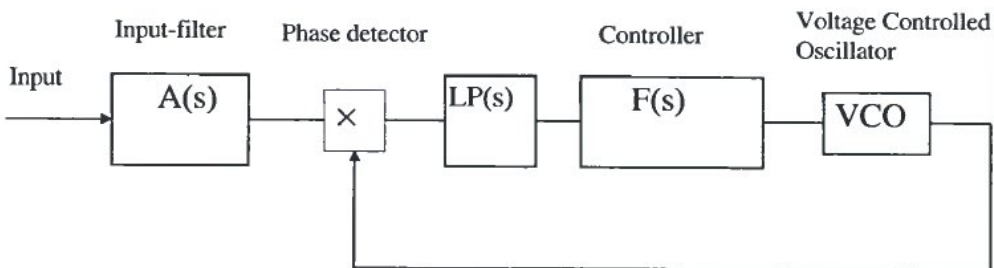 Input-filter
Phase detector
Controller
Voltage Controlled
Oscillator
Input
A(s)
×
LP(s)
F(s)
VCO